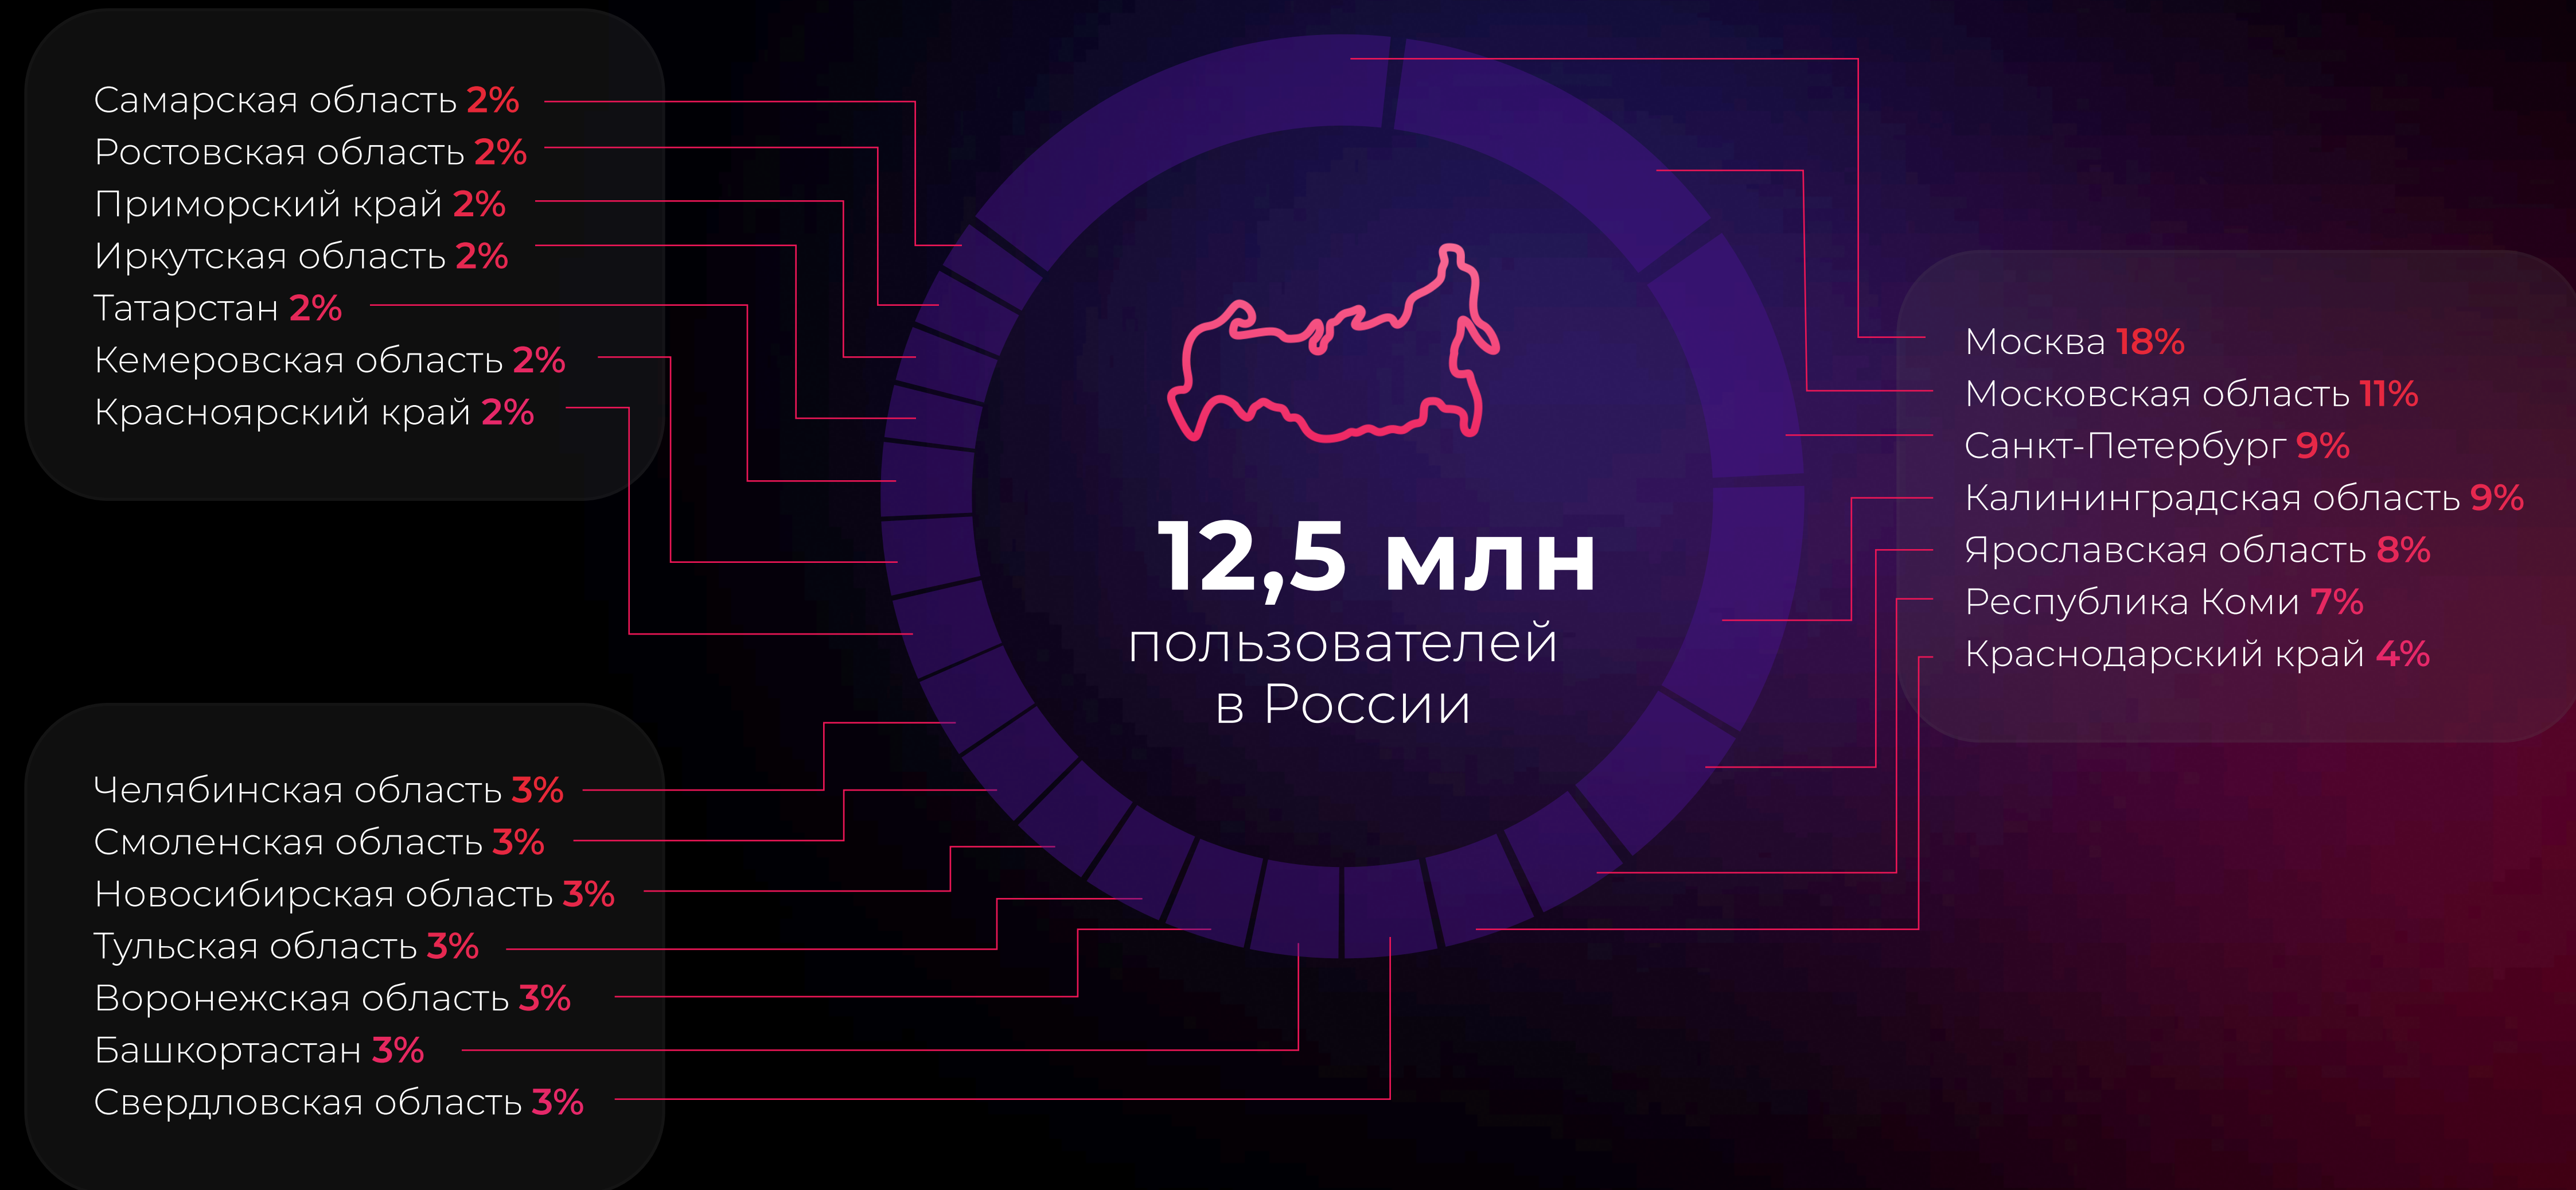 Самарская область 2%
Ростовская область 2%
Приморский край 2%
Иркутская область 2%
Татарстан 2%
Кемеровская область 2%
Красноярский край 2%
Челябинская область 3%
Смоленская область 3%
Новосибирская область 3%
Тульская область 3%
Воронежская область 3%
Башкортастан 3%
Свердловская область 3%
12,5 млн
пользователей
в России
Москва 18%
Московская область 11%
Санкт-Петербург 9%
Калининградская область 9%
Ярославская область 8%
Республика Коми 7%
Краснодарский край 4%